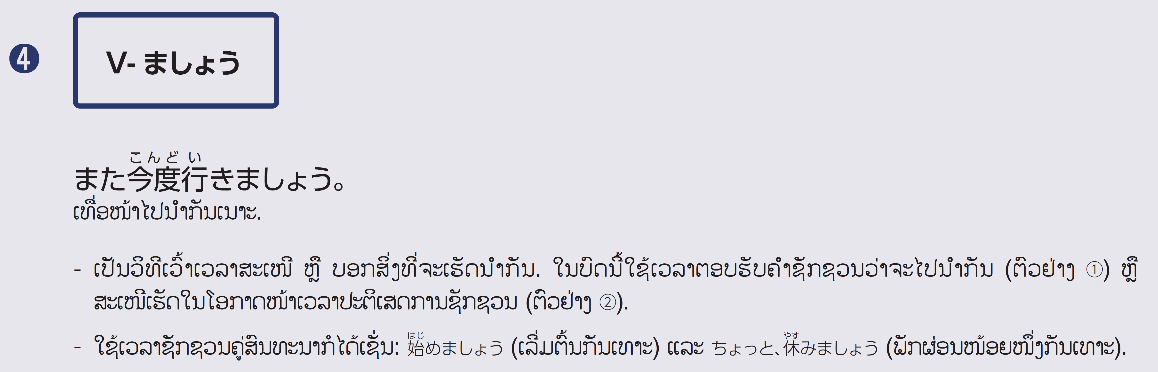 4
V- ましょう
こんどい
また今度行きましょう。
ເທື່ອໜ້າໄປນຳກັນເນາະ.
- ເປັນວິທີເວົ້າເວລາສະເໜີ ຫຼື ບອກສິ່ງທີ່ຈະເຮັດນຳກັນ. ໃນບົດນີ້ໃຊ້ເວລາຕອບຮັບຄຳຊັກຊວນວ່າຈະໄປນຳກັນ (ຕົວຢ່າງ ①) ຫຼື
ສະເໜີເຮັດໃນໂອກາດໜ້າເວລາປະຕິເສດການຊັກຊວນ (ຕົວຢ່າງ ②).
はじ やす
- ໃຊ້ເວລາຊັກຊວນຄູ່ສົນທະນາກໍໄດ້ເຊັ່ນ: 始めましょう (ເລີ່ມຕົ້ນກັນເທາະ) ແລະ ちょっと、休みましょう (ພັກຜ່ອນໜ້ອຍໜຶ່ງກັນເທາະ).